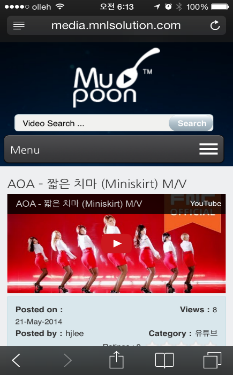 olleh 오전 6:13 100%
media.mnlsolution.com
Mu
poon
TM
Video Search ... Search
Menu
AOA - 짧은 치마 (Miniskirt) M/V
AOA - 짧은 치마 (Miniskirt) M/V YouTube
OFFICIAL
Posted on : Views : 8
21-May-2014
Posted by : hjlee Category : 유튜브